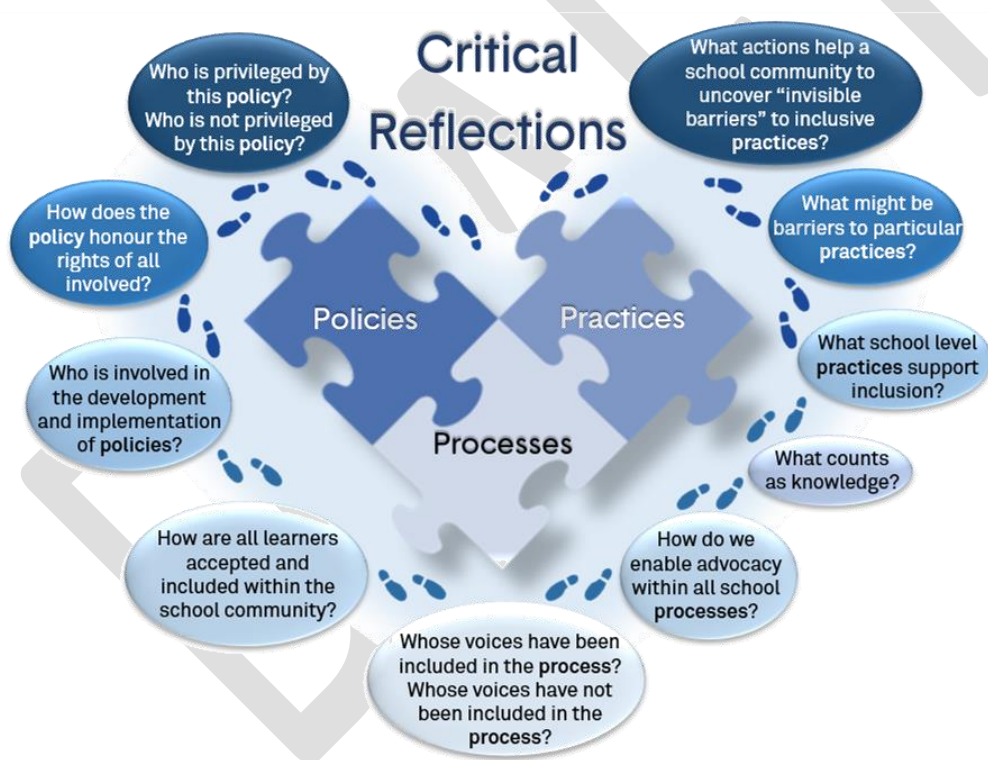 Critical
Reflections
Who is privileged by
this policy?
Who is not privileged
by this policy?
What actions help a
school community to
uncover “invisible
barriers” to inclusive
practices?
How does the
policy honour the
rights of all
involved?
What might be
barriers to particular
practices?
Policies
Practices
Processes
Who is involved in
the development
and implementation
of policies?
What school level
practices support
inclusion?
What counts
as knowledge?
How are all learners
accepted and
included within the
school community?
How do we
enable advocacy
within all school
processes?
Whose voices have been
included in the process?
Whose voices have not
been included in the
process?